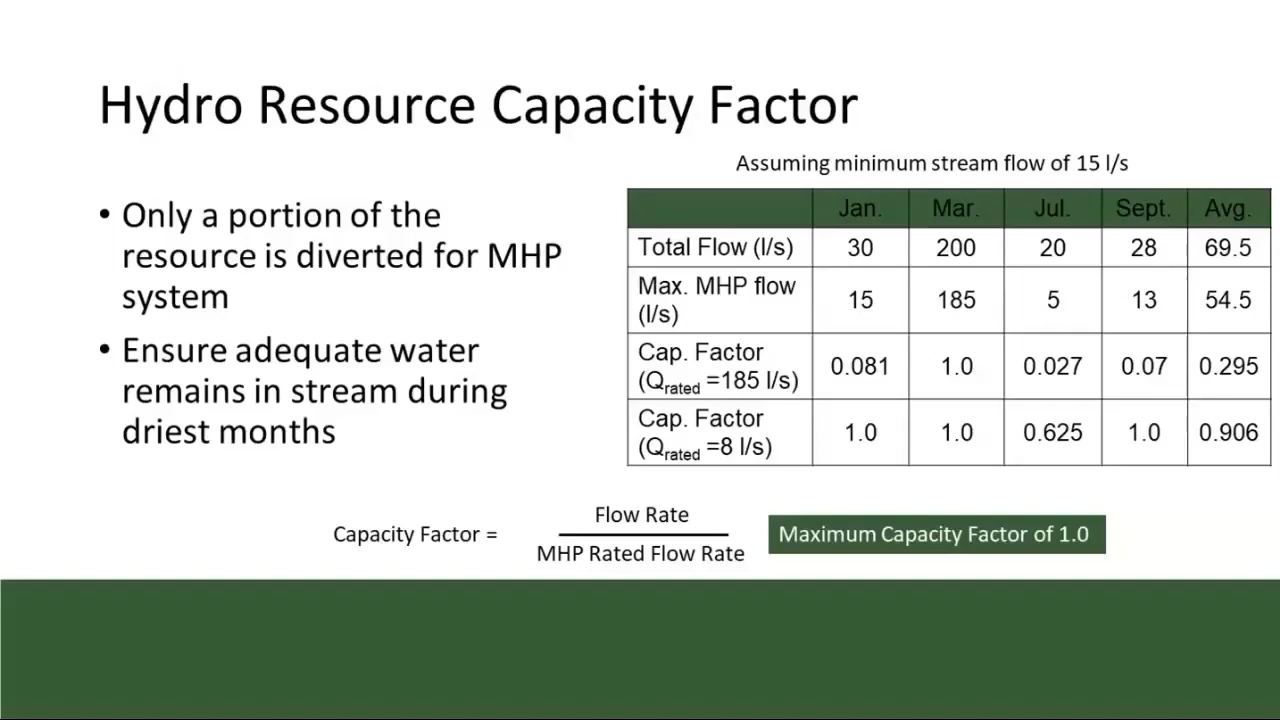 Hydro Resource Capacity Factor
Assuming minimum stream flow of 15 l/s
• Only a portion of the
resource is diverted for MHP
system
• Ensure adequate water
remains in stream during
driest months
Jan. Mar. Jul. Sept. Avg.
Total Flow (l/s) 30 200 20 28 69.5
Max. MHP flow
(l/s) 15 185 5 13 54.5
Cap. Factor
(Qrated =185 l/s) 0.081 1.0 0.027 0.07 0.295
Cap. Factor
(Qrated =8 l/s) 1.0 1.0 0.625 1.0 0.906
Capacity Factor =
Flow Rate
MHP Rated Flow Rate
Maximum Capacity Factor of 1.0